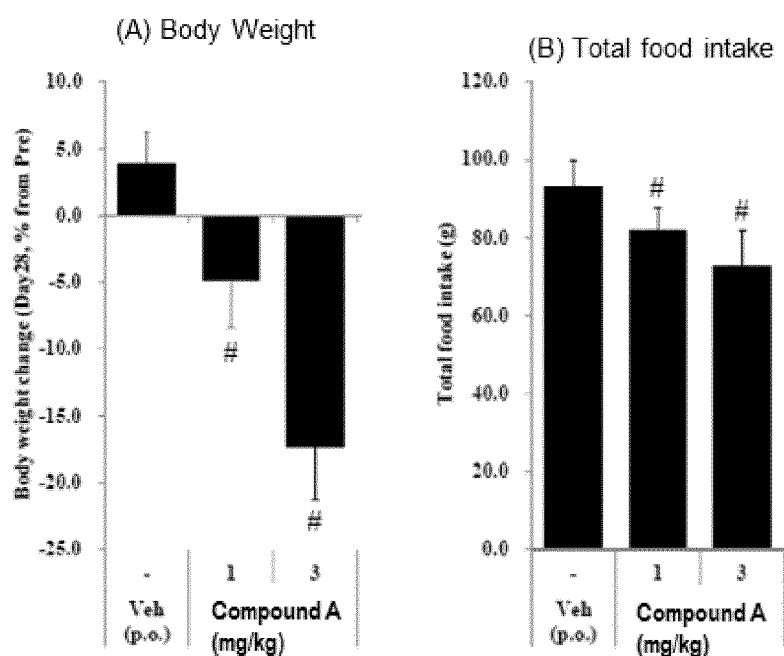 (A) Body Weight
Body weight change (Day28, % from Pre)
10.0
5.0
0.0
-5.0
-10.0
-15.0
-20.0
-25.0
#
#
- 1 3
Veh
(p.o.)
Compound A
(mg/kg)
(B) Total food intake
Total food intake (g)
120.0
100.0
80.0
60.0
40.0
20.0
0.0
#
#
- 1 3
Veh
(p.o.)
Compound A
(mg/kg)